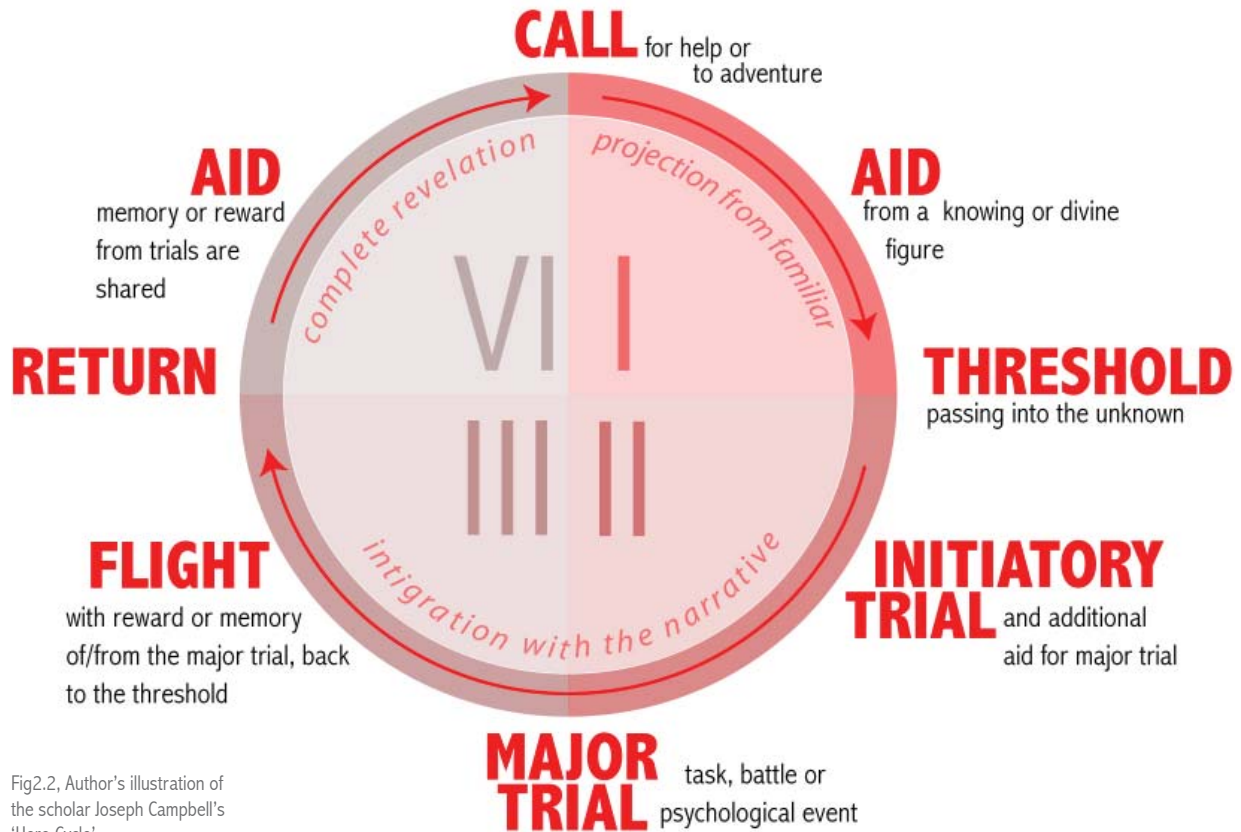 CALL for help or
to adventure
AID
from a knowing or divine
figure
THRESHOLD
passing into the unknown
INITIATORY
TRIAL and additional
aid for major trial
MAJOR
TRIAL
task, battle or
psychological event
FLIGHT
with reward or memory
of/from the major trial, back
to the threshold
RETURN
AID
memory or reward
from trials are
shared
complete revelation
projection from familiar
intigration with the narrative
VI
I
III
II
Fig2.2, Author's illustration of
the scholar Joseph Campbell's